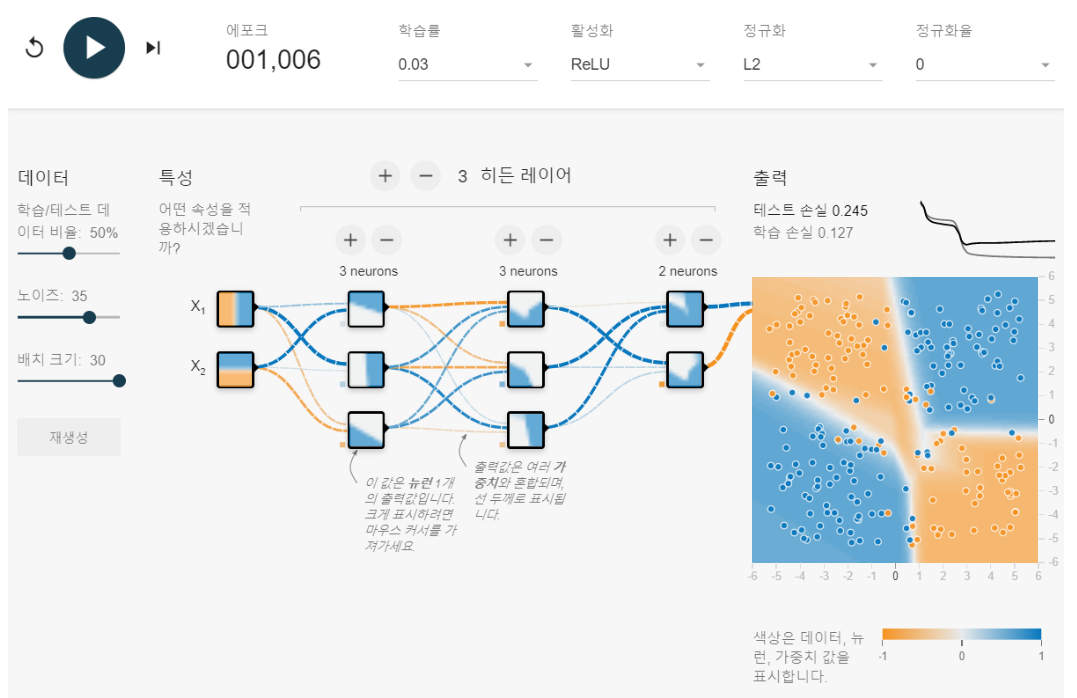 에포크
001,006
학습률
0.03
활성화
ReLU
정규화
L2
정규화율
0
데이터
학습/테스트 데
이터 비율: 50%
노이즈: 35
배치 크기: 30
재생성
특성
어떤 속성을 적
용하시겠습니
까?
X1
X2
3 히든 레이어
3 neurons
3 neurons
2 neurons
이 값은 뉴런 1개
의 출력값입니다.
크게 표시하려면
마우스 커서를 가
져가세요.
출력값은 여러 가
중치와 혼합되며,
선 두께로 표시됩
니다.
출력
테스트 손실 0.245
학습 손실 0.127
6
5
4
3
2
1
0
-1
-2
-3
-4
-5
-6
-6 -5 -4 -3 -2 -1 0 1 2 3 4 5 6
색상은 데이터, 뉴
런, 가중치 값을
표시합니다.
-1 0 1